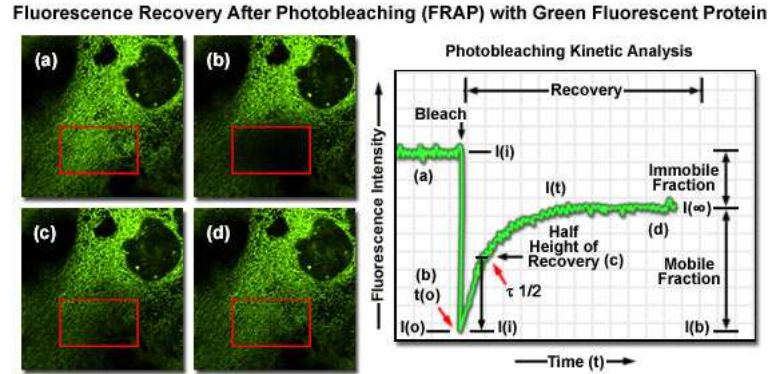 Fluorescence Recovery After Photobleaching (FRAP) with Green Fluorescent Protein
(a)
(b)
(c)
(d)
Photobleaching Kinetic Analysis
Recovery
Bleach
I(i)
Immobile
Fraction
(a)
I(t)
I(∞)
(d)
Half
Height of
Recovery (c)
Mobile
Fraction
(b)
t(o)
τ 1/2
I(o)
I(i)
I(b)
Fluorescence Intensity
Time (t)